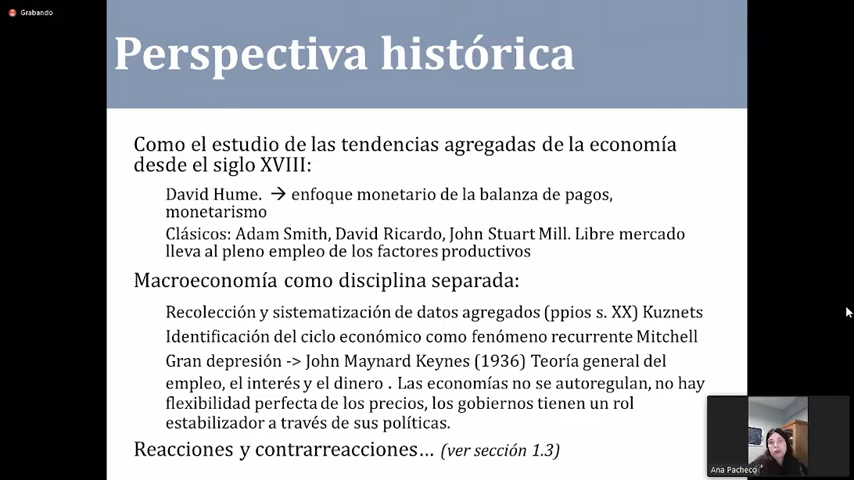 Grabando
Perspectiva histórica
Como el estudio de las tendencias agregadas de la economía
desde el siglo XVIII:
David Hume. → enfoque monetario de la balanza de pagos,
monetarismo
Clásicos: Adam Smith, David Ricardo, John Stuart Mill. Libre mercado
lleva al pleno empleo de los factores productivos
Macroeconomía como disciplina separada:
Recolección y sistematización de datos agregados (ppios s. XX) Kuznets
Identificación del ciclo económico como fenómeno recurrente Mitchell
Gran depresión -> John Maynard Keynes (1936) Teoría general del
empleo, el interés y el dinero . Las economías no se autoregulan, no hay
flexibilidad perfecta de los precios, los gobiernos tienen un rol
estabilizador a través de sus políticas.
Reacciones y contrarreacciones... (ver sección 1.3)
Ana Pacheco